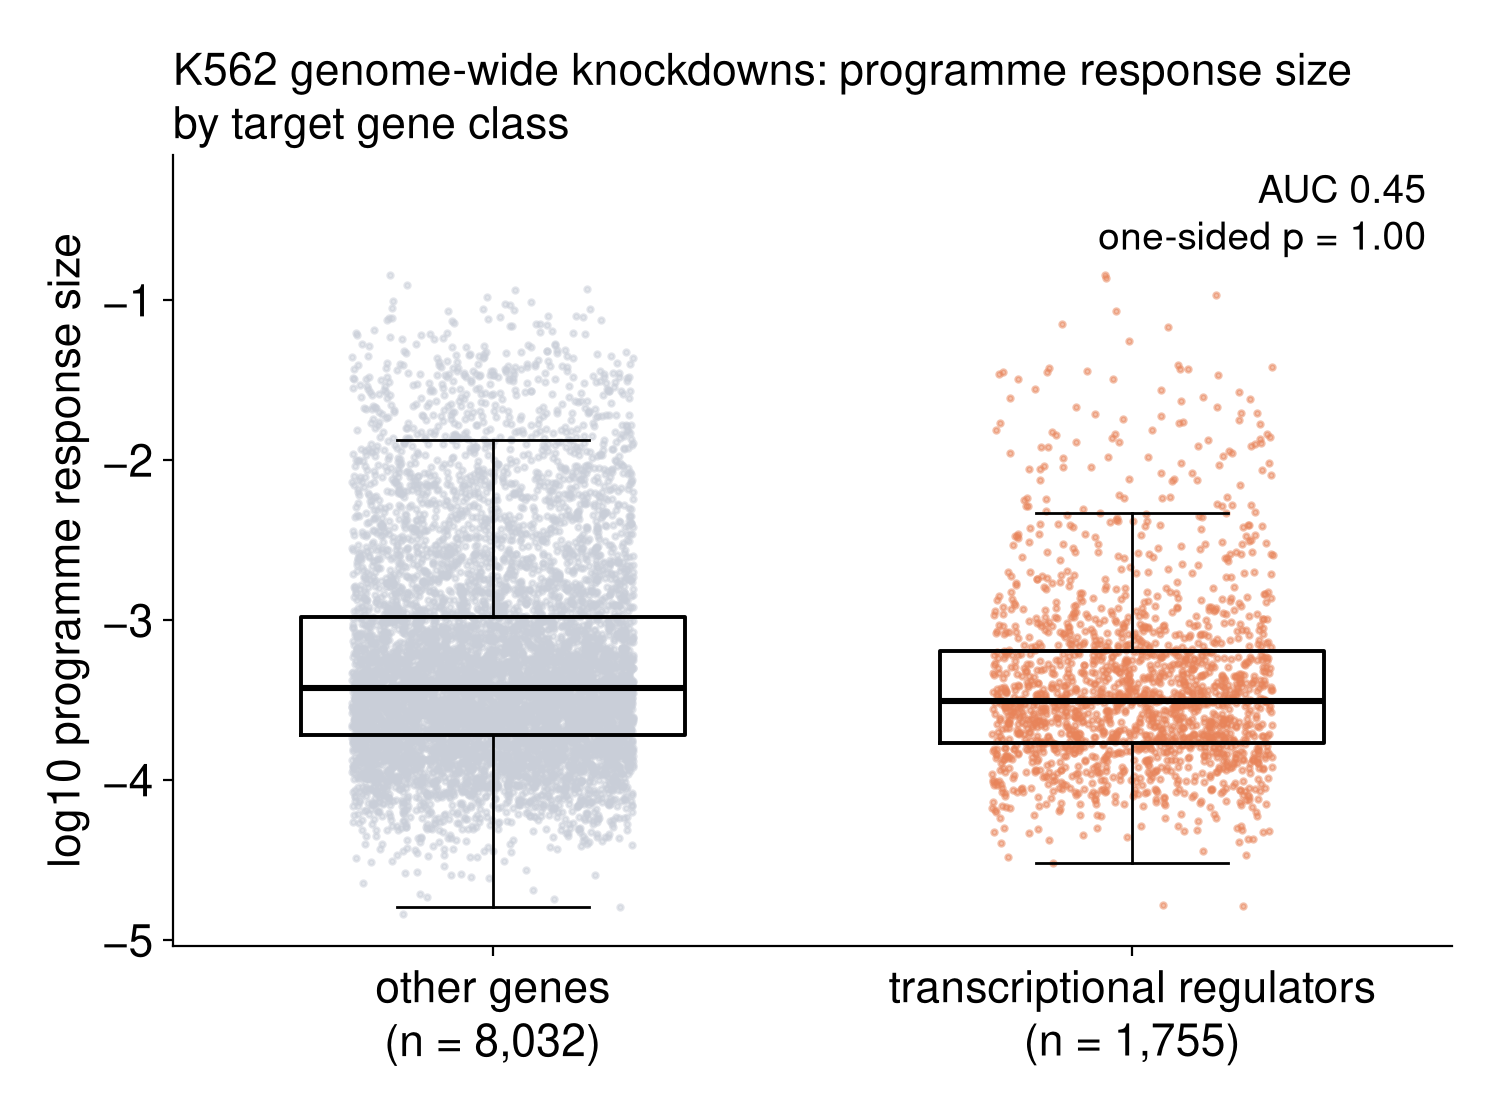 K562 genome-wide knockdowns: programme response size
by target gene class
AUC 0.45
one-sided p = 1.00
log10 programme response size
−1
−2
−3
−4
−5
other genes
(n = 8,032)
transcriptional regulators
(n = 1,755)